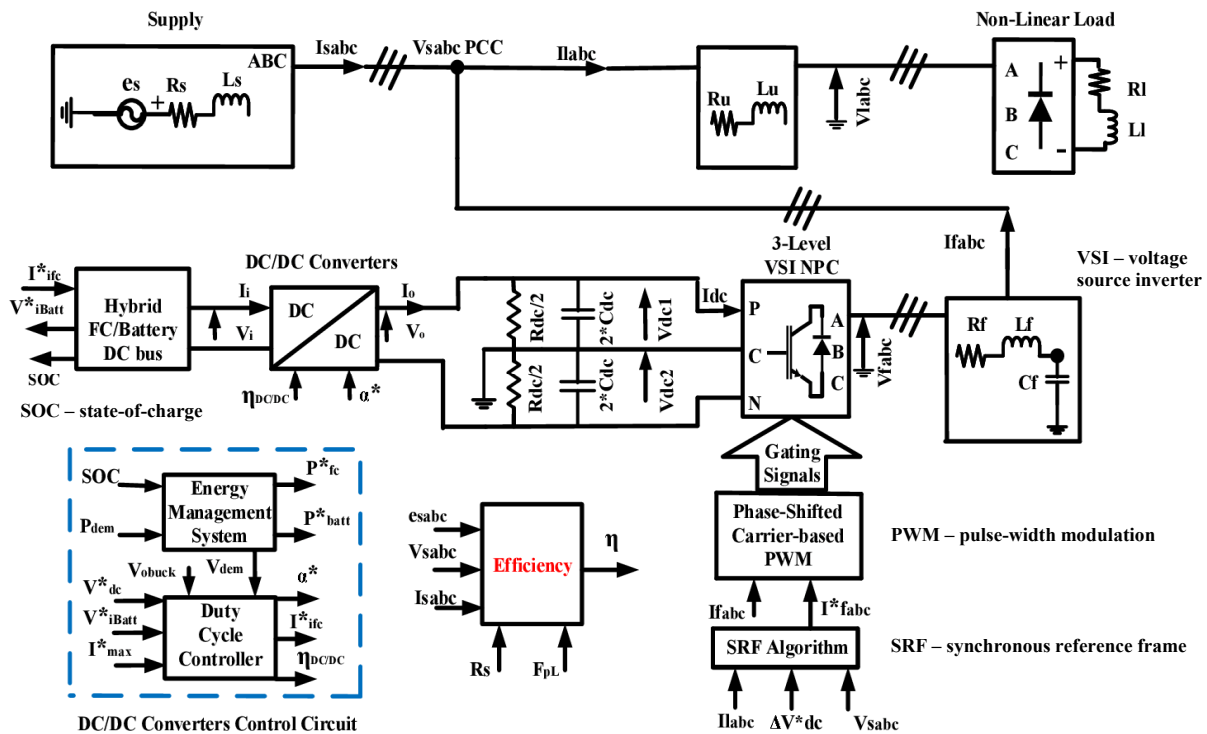 Supply
Non-Linear Load
Isabc
Vsabc PCC
Ilabc
ABC
es
+
Rs
Ls
Ru
Lu
Vlabc
A
B
C
+
-
Rl
Ll
Ifabc
VSI – voltage
source inverter
3-Level
VSI NPC
DC/DC Converters
I*ifc
V*iBatt
SOC
Hybrid
FC/Battery
DC bus
Ii
Vi
DC
DC
Io
Vo
ηDC/DC
α*
Rdc/2
Rdc/2
2*Cdc
2*Cdc
Vdc1
Vdc2
Idc
P
C
N
A
B
C
Vfabc
Rf
Lf
Cf
SOC – state-of-charge
Gating
Signals
SOC
Pdem
Energy
Management
System
P*fc
P*batt
Vobuck
Vdem
V*dc
V*iBatt
I*max
Duty
Cycle
Controller
α*
I*ifc
ηDC/DC
DC/DC Converters Control Circuit
esabc
Vsabc
Isabc
Efficiency
η
Rs
FpL
Phase-Shifted
Carrier-based
PWM
PWM – pulse-width modulation
Ifabc
I*fabc
SRF Algorithm
SRF – synchronous reference frame
Ilabc
ΔV*dc
Vsabc